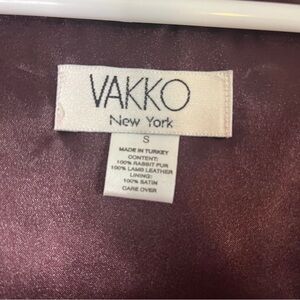 VAKKO
New York
S
MADE IN TURKEY
CONTENT:
100% RABBIT FUR
100% LAMB LEATHER
LINING:
100% SATIN
CARE OVER